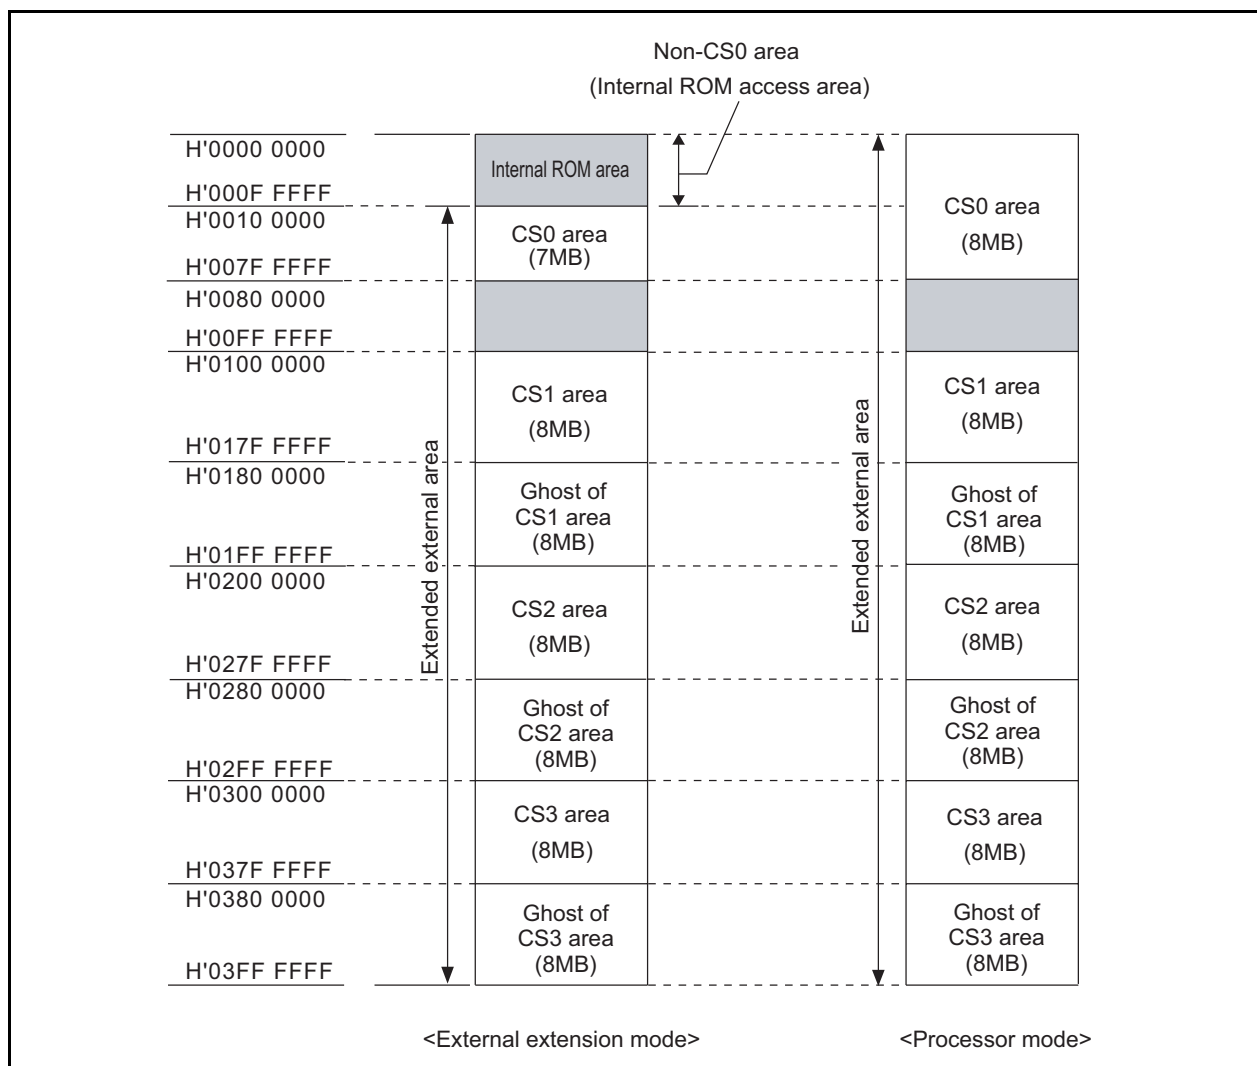 Non-CS0 area
(Internal ROM access area)
H'0000 0000
Internal ROM area
H'000F FFFF
H'0010 0000
CS0 area
(7MB)
CS0 area
(8MB)
H'007F FFFF
H'0080 0000
H'00FF FFFF
H'0100 0000
CS1 area
(8MB)
CS1 area
(8MB)
H'017F FFFF
H'0180 0000
Extended external area
Extended external area
Ghost of
CS1 area
(8MB)
Ghost of
CS1 area
(8MB)
H'01FF FFFF
H'0200 0000
CS2 area
(8MB)
CS2 area
(8MB)
H'027F FFFF
H'0280 0000
Ghost of
CS2 area
(8MB)
Ghost of
CS2 area
(8MB)
H'02FF FFFF
H'0300 0000
CS3 area
(8MB)
CS3 area
(8MB)
H'037F FFFF
H'0380 0000
Ghost of
CS3 area
(8MB)
Ghost of
CS3 area
(8MB)
H'03FF FFFF
<External extension mode>
<Processor mode>